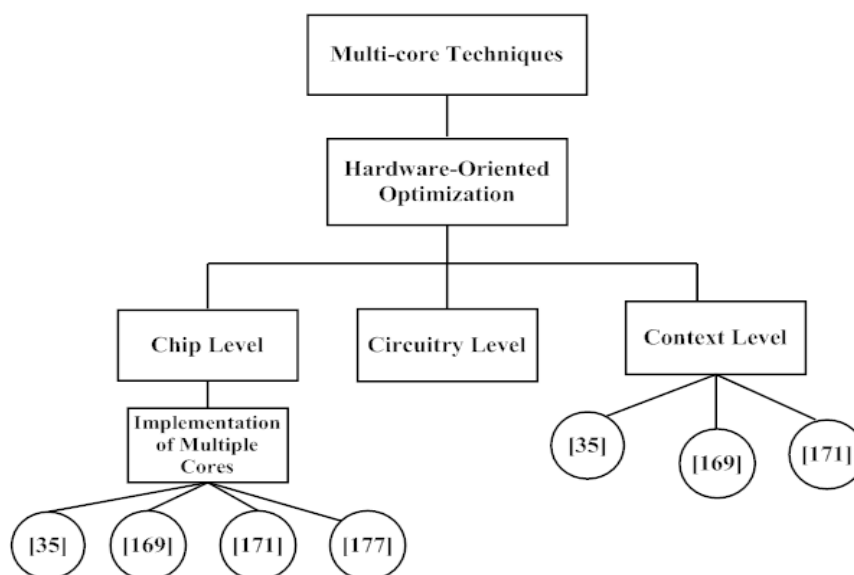 Multi-core Techniques
Hardware-Oriented
Optimization
Chip Level
Circuitry Level
Context Level
Implementation
of Multiple
Cores
[35]
[169]
[171]
[177]
[35]
[169]
[171]